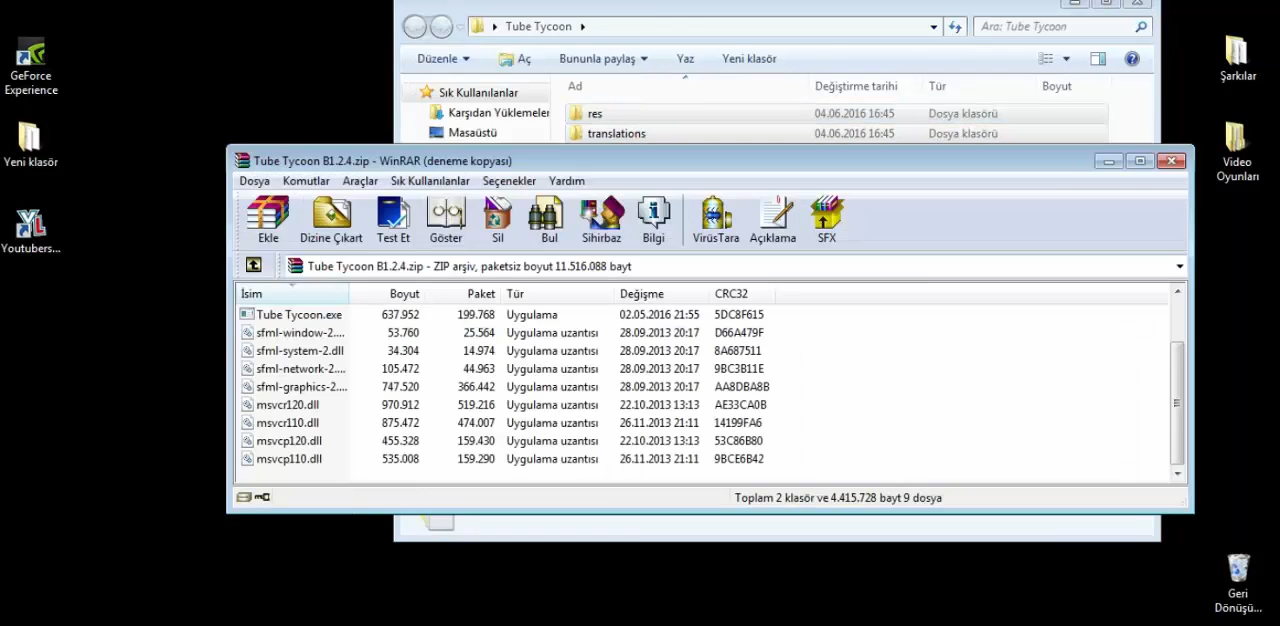 GeForce
Experience
Yeni klasör
Youtubers...
Tube Tycoon
Ara: Tube Tycoon
Düzenle
Aç
Bununla paylaş
Yaz
Yeni klasör
Sık Kullanılanlar
Karşıdan Yüklemeler
Masaüstü
Ad
Değiştirme tarihi
Tür
Boyut
res
04.06.2016 16:45
Dosya klasörü
translations
04.06.2016 16:45
Dosya klasörü
Tube Tycoon B1.2.4.zip - WinRAR (deneme kopyası)
Dosya Komutlar Araçlar Sık Kullanılanlar Seçenekler Yardım
Ekle Dizine Çıkart Test Et Göster Sil Bul Sihirbaz Bilgi VirüsTara Açıklama SFX
Tube Tycoon B1.2.4.zip - ZIP arşiv, paketsiz boyut 11.516.088 bayt
İsim Boyut Paket Tür Değişme CRC32
Tube Tycoon.exe 637.952 199.768 Uygulama 02.05.2016 21:55 5DC8F615
sfml-window-2.... 53.760 25.564 Uygulama uzantısı 28.09.2013 20:17 D66A479F
sfml-system-2.dll 34.304 14.974 Uygulama uzantısı 28.09.2013 20:17 8A687511
sfml-network-2.... 105.472 44.963 Uygulama uzantısı 28.09.2013 20:17 9BC3B11E
sfml-graphics-2.... 747.520 366.442 Uygulama uzantısı 28.09.2013 20:17 AA8DBA8B
msvcr120.dll 970.912 519.216 Uygulama uzantısı 22.10.2013 13:13 AE33CA0B
msvcr110.dll 875.472 474.007 Uygulama uzantısı 26.11.2013 21:11 14199FA6
msvcp120.dll 455.328 159.430 Uygulama uzantısı 22.10.2013 13:13 53C86B80
msvcp110.dll 535.008 159.290 Uygulama uzantısı 26.11.2013 21:11 9BCE6B42
Toplam 2 klasör ve 4.415.728 bayt 9 dosya
Şarkılar
Video
Oyunları
Geri
Dönüşü...